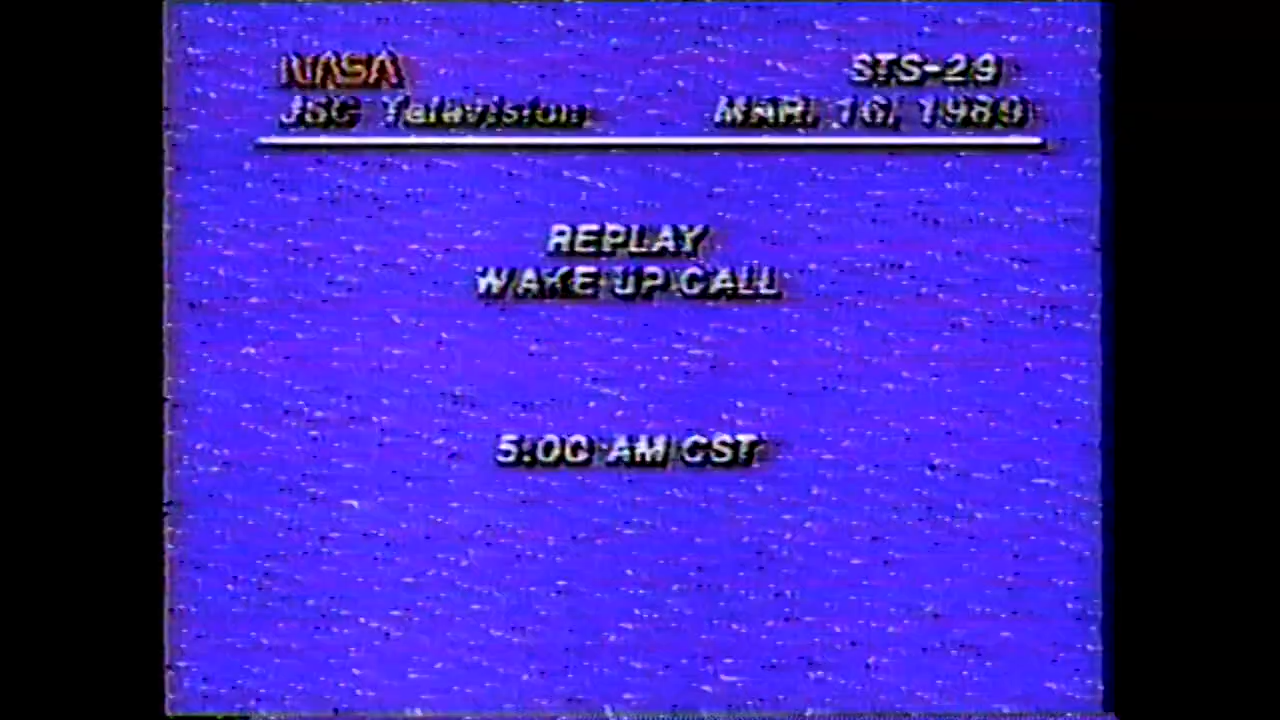 NASA STS-29
JSC Television MAR. 16, 1989
REPLAY
WAKE UP CALL
5:00 AM CST